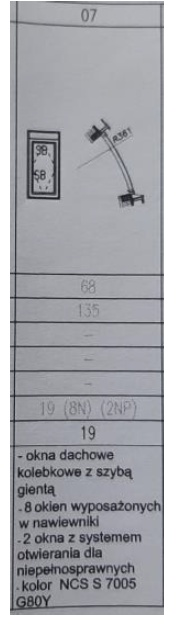 07
98
58
R361
68
135
–
–
–
19 (8N) (2NP)
19
- okna dachowe
kolebkowe z szybą
giętą
- 8 okien wyposażonych
w nawiewniki
- 2 okna z systemem
otwierania dla
niepełnosprawnych
- kolor NCS S 7005
G80Y